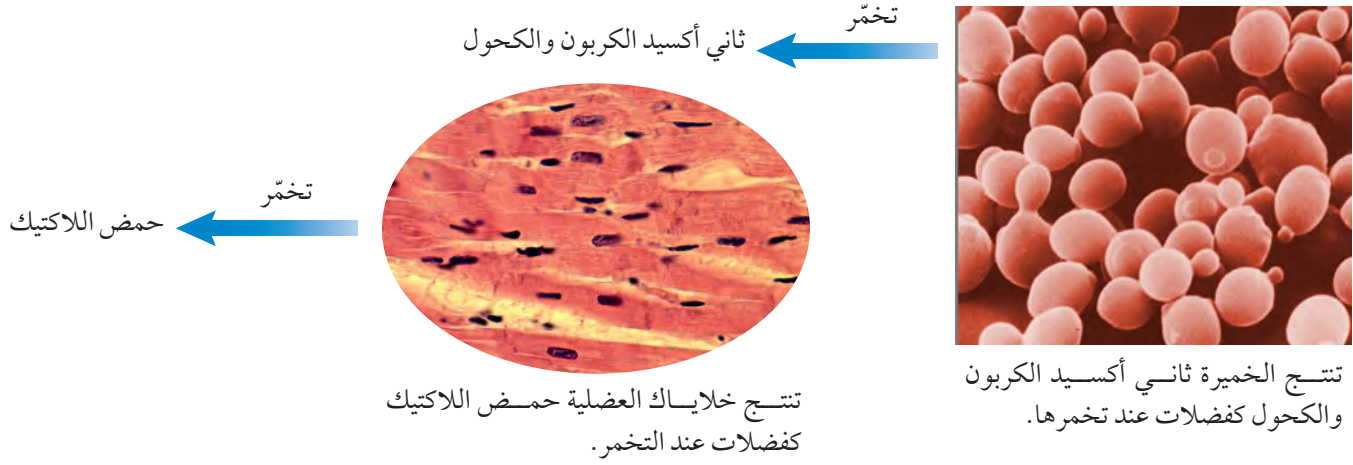 تخمّر
ثاني أكسيد الكربون والكحول
تنتج الخميرة ثاني أكسيد الكربون
والكحول كفضلات عند تخمرها.
تخمّر
حمض اللاكتيك
تنتج خلاياك العضلية حمض اللاكتيك
كفضلات عند التخمر.